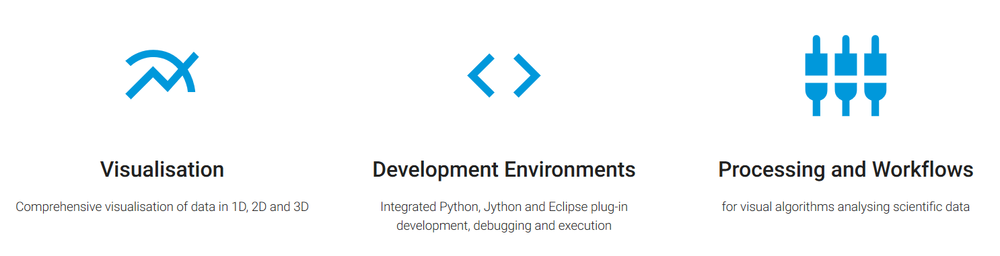 Visualisation
Comprehensive visualisation of data in 1D, 2D and 3D
Development Environments
Integrated Python, Jython and Eclipse plug-in
development, debugging and execution
Processing and Workflows
for visual algorithms analysing scientific data